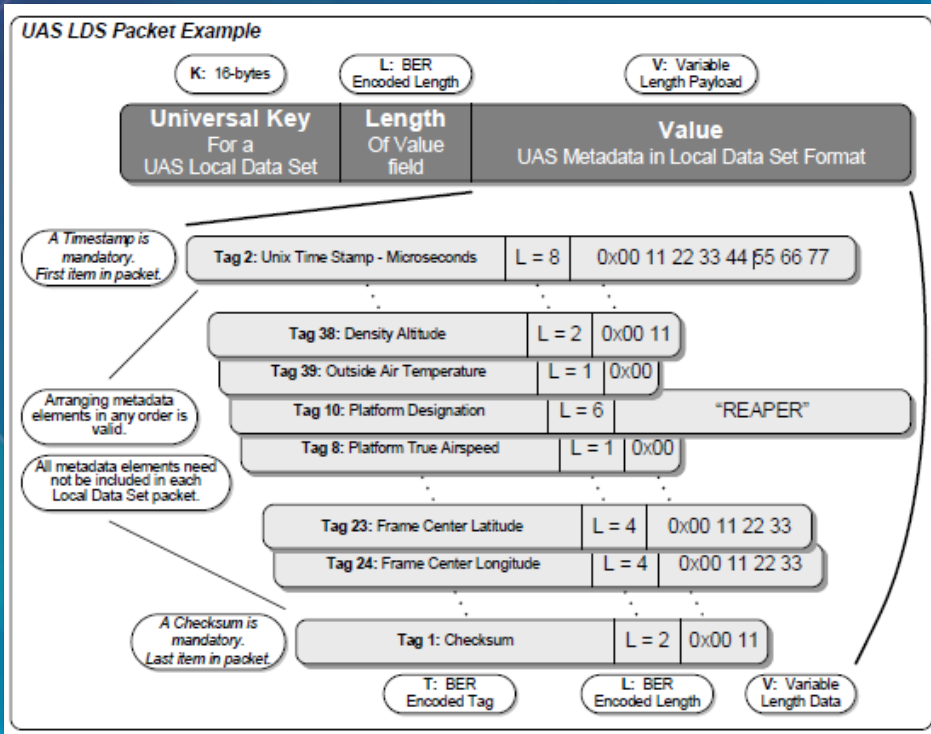 UAS LDS Packet Example
K: 16-bytes
L: BER
Encoded Length
V: Variable
Length Payload
Universal Key
For a
UAS Local Data Set
Length
Of Value
field
Value
UAS Metadata in Local Data Set Format
A Timestamp is
mandatory.
First item in packet.
Tag 2: Unix Time Stamp - Microseconds
L = 8
0x00 11 22 33 44 55 66 77
Tag 38: Density Altitude
L = 2
0x00 11
Tag 39: Outside Air Temperature
L = 1
0x00
Arranging metadata
elements in any order is
valid.
Tag 10: Platform Designation
L = 6
“REAPER”
Tag 8: Platform True Airspeed
L = 1
0x00
All metadata elements need
not be included in each
Local Data Set packet.
Tag 23: Frame Center Latitude
L = 4
0x00 11 22 33
Tag 24: Frame Center Longitude
L = 4
0x00 11 22 33
A Checksum is
mandatory.
Last item in packet.
Tag 1: Checksum
L = 2
0x00 11
T: BER
Encoded Tag
L: BER
Encoded Length
V: Variable
Length Data